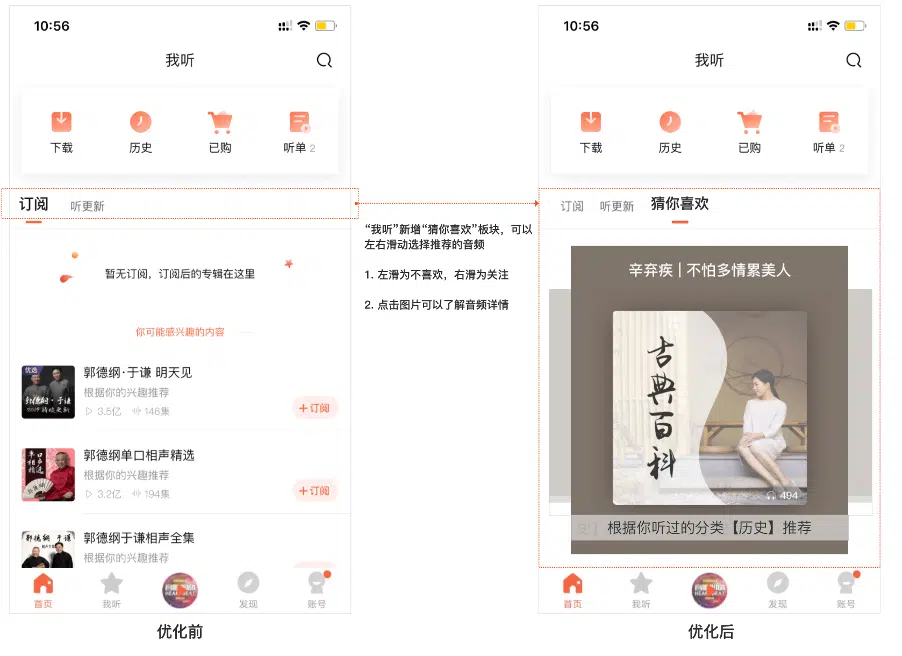 10:56
我听
下载
历史
已购
听单 2
订阅
听更新
暂无订阅，订阅后的专辑在这里
你可能感兴趣的内容
优选
郭德纲·于谦 明天见
根据你的兴趣推荐
3.5亿 146集
+订阅
郭德纲单口相声精选
根据你的兴趣推荐
3.2亿 194集
+订阅
郭德纲 于谦
郭德纲于谦相声全集
根据你的兴趣推荐
首页
我听
发现
账号
优化前
“我听”新增“猜你喜欢”板块，可以
左右滑动选择推荐的音频
1. 左滑为不喜欢，右滑为关注
2. 点击图片可以了解音频详情
10:56
我听
下载
历史
已购
听单 2
订阅
听更新
猜你喜欢
辛弃疾 | 不怕多情累美人
古典百科
494
根据你听过的分类【历史】推荐
首页
我听
发现
账号
优化后